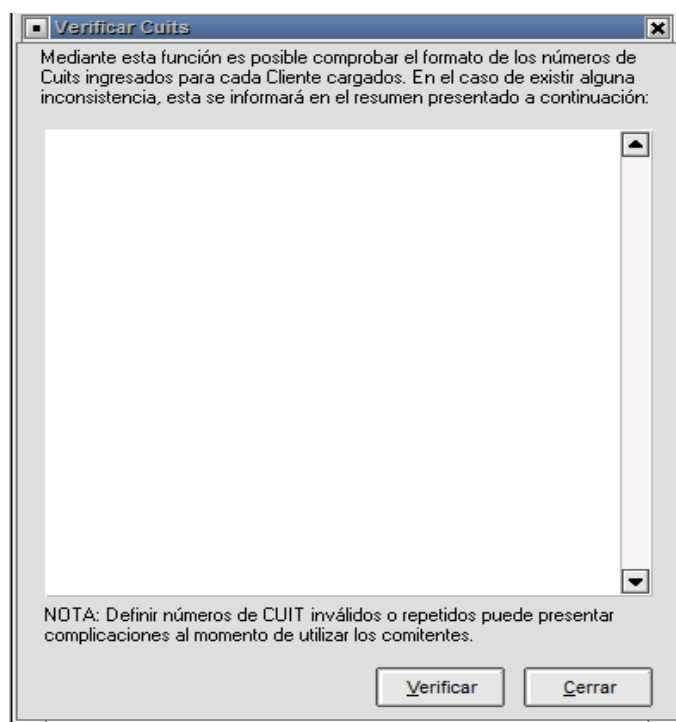 Verificar Cuits
Mediante esta función es posible comprobar el formato de los números de
Cuits ingresados para cada Cliente cargados. En el caso de existir alguna
inconsistencia, esta se informará en el resumen presentado a continuación:
NOTA: Definir números de CUIT inválidos o repetidos puede presentar
complicaciones al momento de utilizar los comitentes.
Verificar
Cerrar